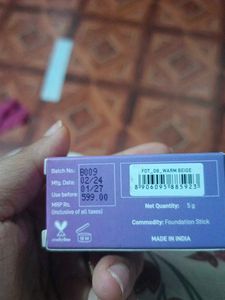 Batch No. B009
Mfg. Date 02/24
Use before 01/27
MRP Rs. 599.00
(Inclusive of all taxes)
FOT_08_WARM BEIGE
8906095885923
Net Quantity: 5 g
Commodity: Foundation Stick
MADE IN INDIA